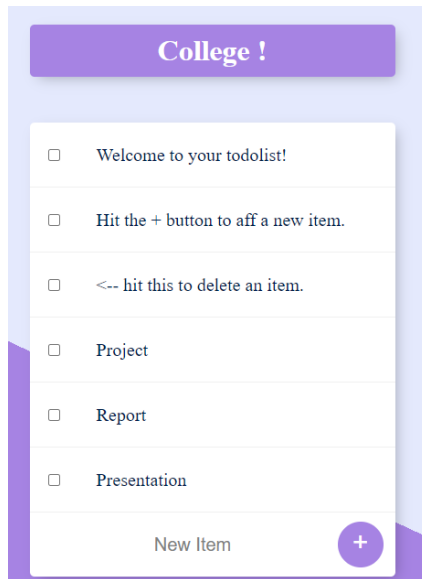 College !
Welcome to your todolist!
Hit the + button to aff a new item.
<-- hit this to delete an item.
Project
Report
Presentation
New Item +